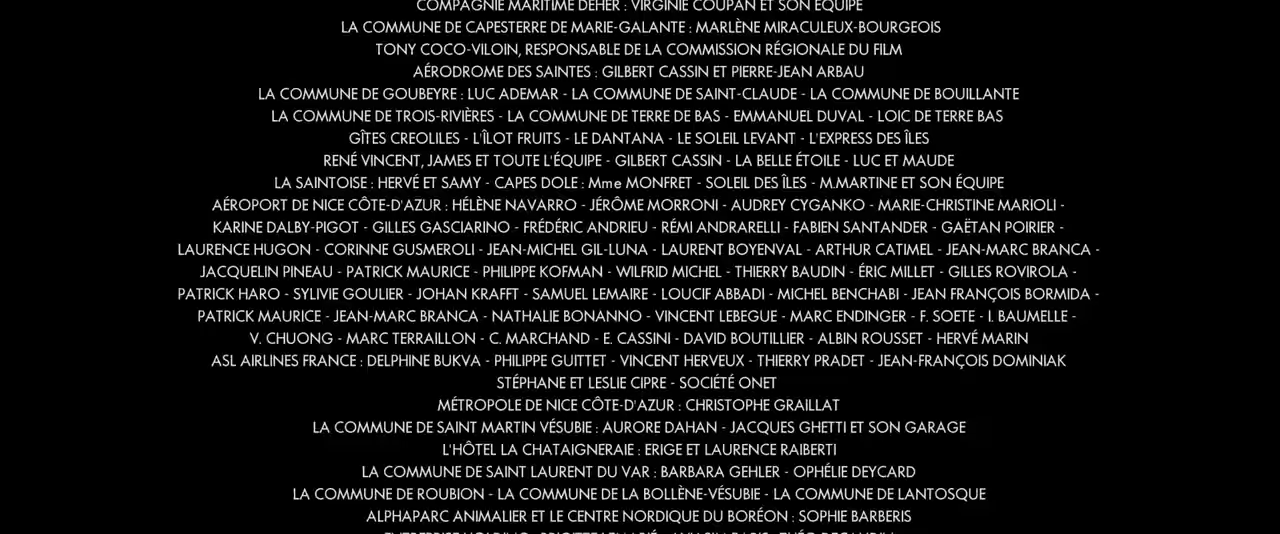 COMPAGNIE MARITIME DEHER : VIRGINIE COUPAN ET SON ÉQUIPE
LA COMMUNE DE CAPESTERRE DE MARIE-GALANTE : MARLÈNE MIRACULEUX-BOURGEOIS
TONY COCO-VILOIN, RESPONSABLE DE LA COMMISSION RÉGIONALE DU FILM
AÉRODROME DES SAINTES : GILBERT CASSIN ET PIERRE-JEAN ARBAU
LA COMMUNE DE GOUBEYRE : LUC ADEMAR - LA COMMUNE DE SAINT-CLAUDE - LA COMMUNE DE BOUILLANTE
LA COMMUNE DE TROIS-RIVIÈRES - LA COMMUNE DE TERRE DE BAS - EMMANUEL DUVAL - LOIC DE TERRE BAS
GÎTES CREOLILES - L'ÎLOT FRUITS - LE DANTANA - LE SOLEIL LEVANT - L'EXPRESS DES ÎLES
RENÉ VINCENT, JAMES ET TOUTE L'ÉQUIPE - GILBERT CASSIN - LA BELLE ÉTOILE - LUC ET MAUDE
LA SAINTOISE : HERVÉ ET SAMY - CAPES DOLE : Mme MONFRET - SOLEIL DES ÎLES - M.MARTINE ET SON ÉQUIPE
AÉROPORT DE NICE CÔTE-D'AZUR : HÉLÈNE NAVARRO - JÉRÔME MORRONI - AUDREY CYGANKO - MARIE-CHRISTINE MARIOLI -
KARINE DALBY-PIGOT - GILLES GASCIARINO - FRÉDÉRIC ANDRIEU - RÉMI ANDRARELLI - FABIEN SANTANDER - GAËTAN POIRIER -
LAURENCE HUGON - CORINNE GUSMEROLI - JEAN-MICHEL GIL-LUNA - LAURENT BOYENVAL - ARTHUR CATIMEL - JEAN-MARC BRANCA -
JACQUELIN PINEAU - PATRICK MAURICE - PHILIPPE KOFMAN - WILFRID MICHEL - THIERRY BAUDIN - ÉRIC MILLET - GILLES ROVIROLA -
PATRICK HARO - SYLIVIE GOULIER - JOHAN KRAFFT - SAMUEL LEMAIRE - LOUCIF ABBADI - MICHEL BENCHABI - JEAN FRANÇOIS BORMIDA -
PATRICK MAURICE - JEAN-MARC BRANCA - NATHALIE BONANNO - VINCENT LEBEGUE - MARC ENDINGER - F. SOETE - I. BAUMELLE -
V. CHUONG - MARC TERRAILLON - C. MARCHAND - E. CASSINI - DAVID BOUTILLIER - ALBIN ROUSSET - HERVÉ MARIN
ASL AIRLINES FRANCE : DELPHINE BUKVA - PHILIPPE GUITTET - VINCENT HERVEUX - THIERRY PRADET - JEAN-FRANÇOIS DOMINIAK
STÉPHANE ET LESLIE CIPRE - SOCIÉTÉ ONET
MÉTROPOLE DE NICE CÔTE-D'AZUR : CHRISTOPHE GRAILLAT
LA COMMUNE DE SAINT MARTIN VÉSUBIE : AURORE DAHAN - JACQUES GHETTI ET SON GARAGE
L'HÔTEL LA CHATAIGNERAIE : ERIGE ET LAURENCE RAIBERTI
LA COMMUNE DE SAINT LAURENT DU VAR : BARBARA GEHLER - OPHÉLIE DEYCARD
LA COMMUNE DE ROUBION - LA COMMUNE DE LA BOLLÈNE-VÉSUBIE - LA COMMUNE DE LANTOSQUE
ALPHAPARC ANIMALIER ET LE CENTRE NORDIQUE DU BORÉON : SOPHIE BARBERIS